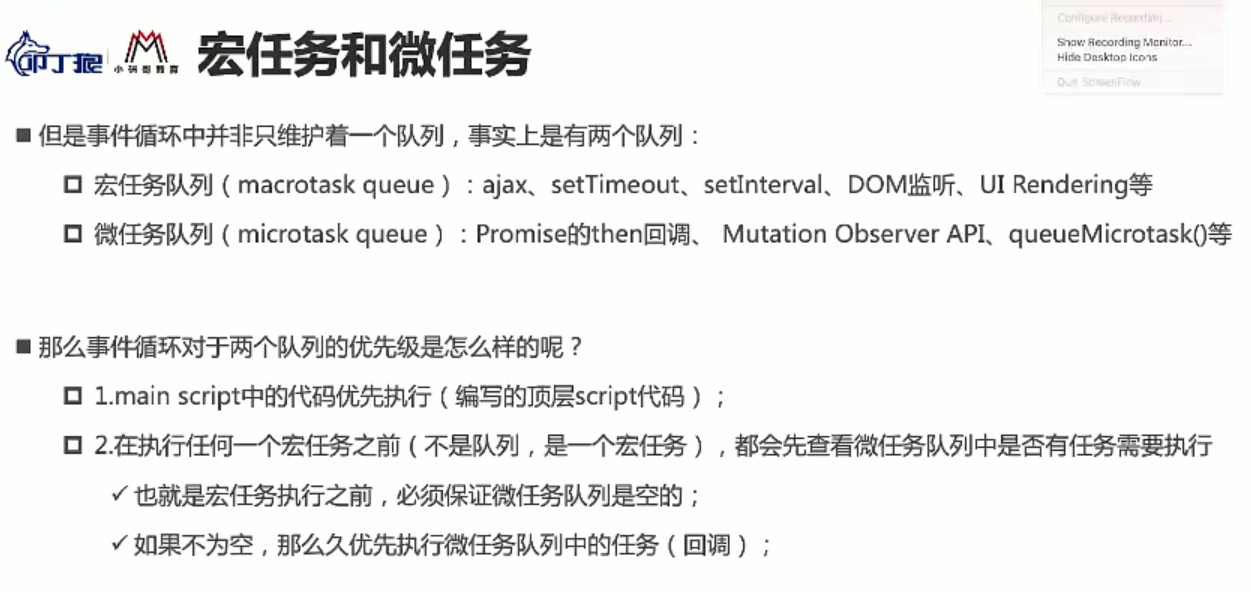 叩丁狼
小码哥教育
宏任务和微任务
Configure Recording...
Show Recording Monitor...
Hide Desktop Icons
Quit ScreenFlow
■ 但是事件循环中并非只维护着一个队列，事实上是有两个队列：
宏任务队列（macrotask queue）：ajax、setTimeout、setInterval、DOM监听、UI Rendering等
微任务队列（microtask queue）：Promise的then回调、 Mutation Observer API、queueMicrotask()等
■ 那么事件循环对于两个队列的优先级是怎么样的呢？
1.main script中的代码优先执行（编写的顶层script代码）；
2.在执行任何一个宏任务之前（不是队列，是一个宏任务），都会先查看微任务队列中是否有任务需要执行
✓ 也就是宏任务执行之前，必须保证微任务队列是空的；
✓ 如果不为空，那么久优先执行微任务队列中的任务（回调）；